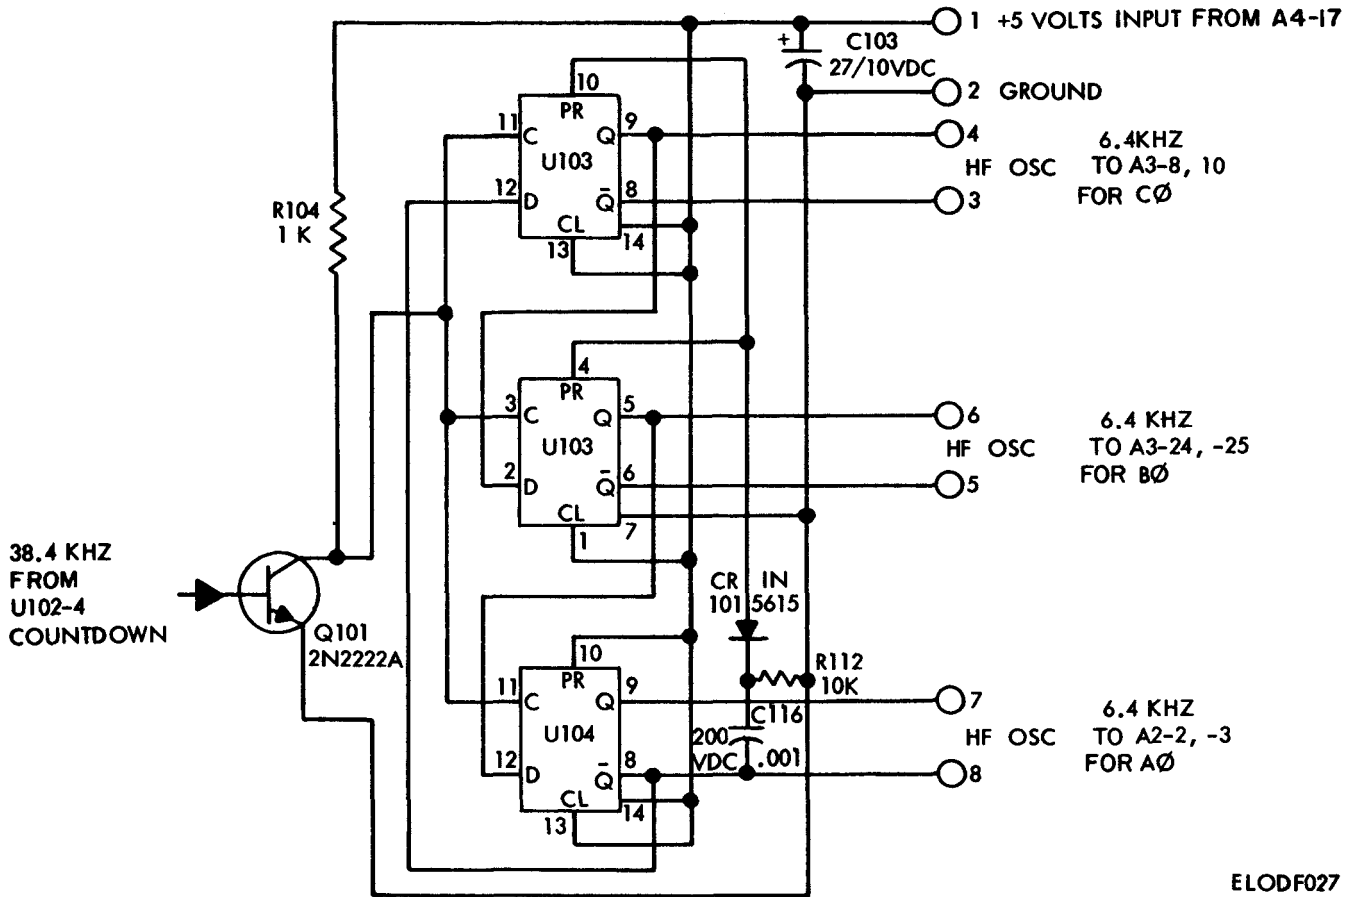 1 +5 VOLTS INPUT FROM A4-17
+ C103
27/10VDC
2 GROUND
10
PR
11 C Q 9
4
6.4KHZ
HF OSC TO A3-8, 10
FOR CØ
U103
12 D Q̄ 8
3
CL
13 14
R104
1 K
4
PR
3 C Q 5
6
6.4 KHZ
HF OSC TO A3-24, -25
FOR BØ
U103
2 D Q̄ 6
5
CL
1 7
38.4 KHZ
FROM
U102-4
COUNTDOWN
Q101
2N2222A
CR IN
101 5615
R112
10K
10
PR
11 C Q 9
7
6.4 KHZ
HF OSC TO A2-2, -3
FOR AØ
U104
C116
200
VDC .001
12 D Q̄ 8
8
CL
13 14
ELODF027